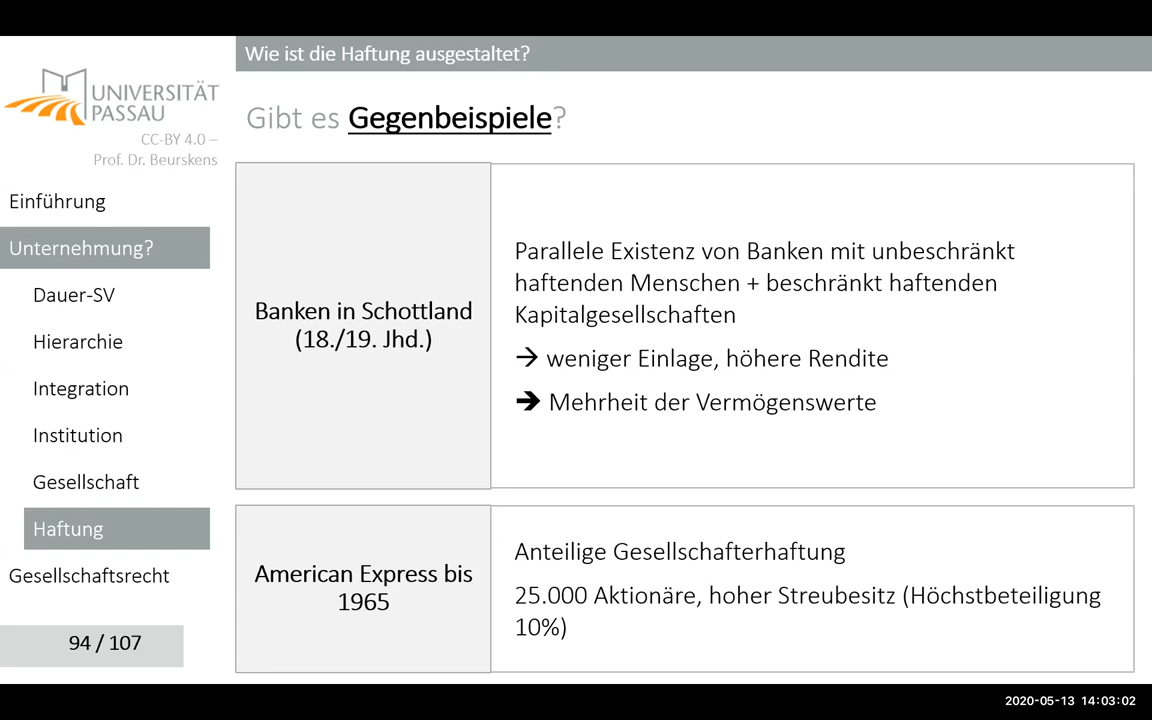 Wie ist die Haftung ausgestaltet?
UNIVERSITÄT
PASSAU
CC-BY 4.0 –
Prof. Dr. Beurskens
Einführung
Unternehmung?
Dauer-SV
Hierarchie
Integration
Institution
Gesellschaft
Haftung
Gesellschaftsrecht
94 / 107
Gibt es Gegenbeispiele?
Banken in Schottland
(18./19. Jhd.)
Parallele Existenz von Banken mit unbeschränkt
haftenden Menschen + beschränkt haftenden
Kapitalgesellschaften
→ weniger Einlage, höhere Rendite
➔ Mehrheit der Vermögenswerte
American Express bis
1965
Anteilige Gesellschafterhaftung
25.000 Aktionäre, hoher Streubesitz (Höchstbeteiligung
10%)
2020-05-13 14:03:02